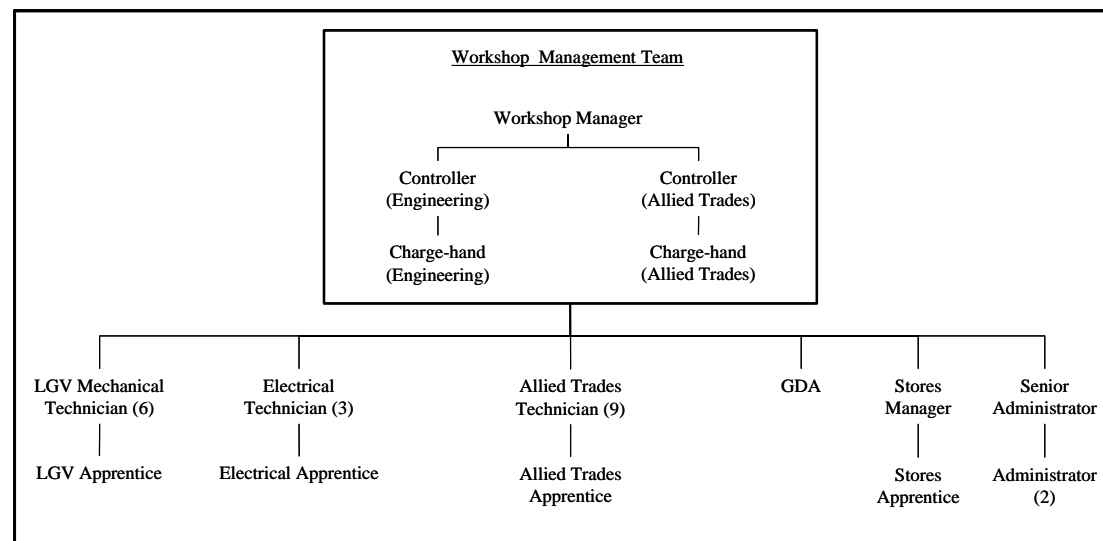 Workshop Management Team
Workshop Manager
Controller
(Engineering)
Controller
(Allied Trades)
Charge-hand
(Engineering)
Charge-hand
(Allied Trades)
LGV Mechanical
Technician (6)
Electrical
Technician (3)
Allied Trades
Technician (9)
GDA
Stores
Manager
Senior
Administrator
LGV Apprentice
Electrical Apprentice
Allied Trades
Apprentice
Stores
Apprentice
Administrator
(2)